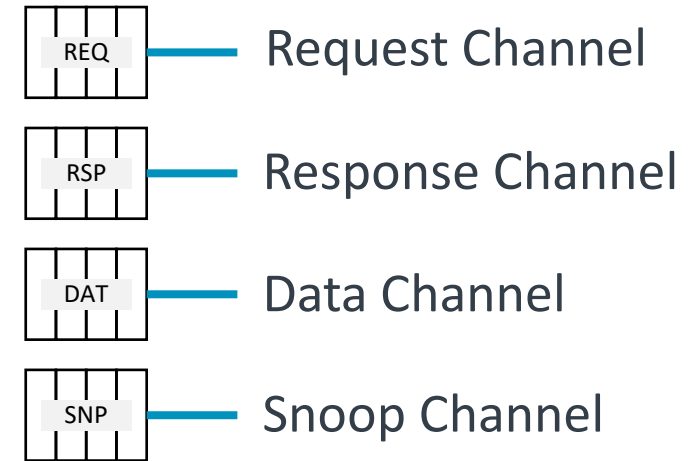 REQ Request Channel
RSP Response Channel
DAT Data Channel
SNP Snoop Channel